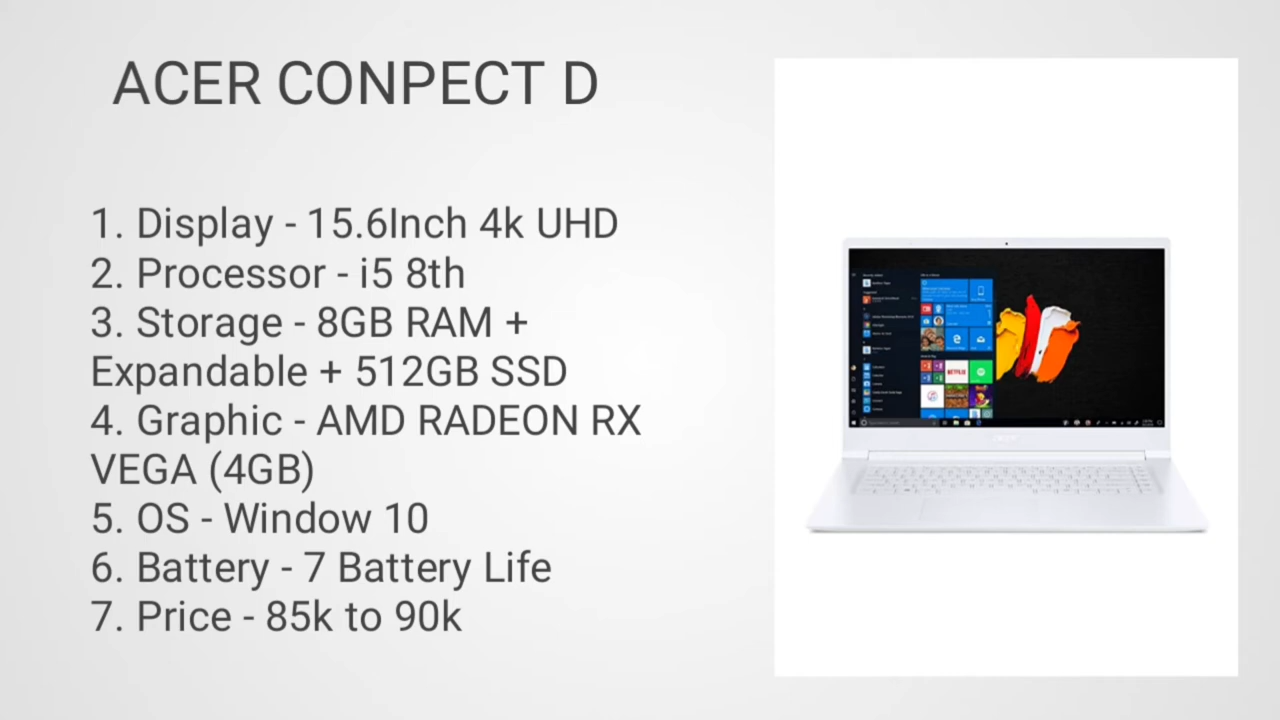 ACER CONPECT D
1. Display - 15.6Inch 4k UHD
2. Processor - i5 8th
3. Storage - 8GB RAM +
Expandable + 512GB SSD
4. Graphic - AMD RADEON RX
VEGA (4GB)
5. OS - Window 10
6. Battery - 7 Battery Life
7. Price - 85k to 90k
NETFLIX